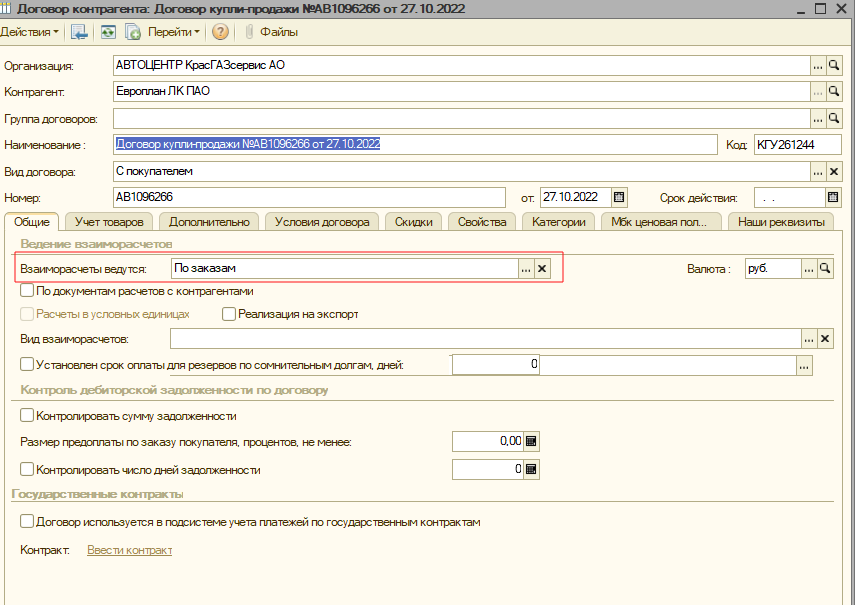 Договор контрагента: Договор купли-продажи №АВ1096266 от 27.10.2022
Действия Перейти ? Файлы
Организация: АВТОЦЕНТР КрасГАЗсервис АО ...
Контрагент: Европлан ЛК ПАО ...
Группа договоров: ...
Наименование : Договор купли-продажи №АВ1096266 от 27.10.2022 Код: КГУ261244
Вид договора: С покупателем ... x
Номер: АВ1096266 от: 27.10.2022 Срок действия: . .
Общие Учет товаров Дополнительно Условия договора Скидки Свойства Категории Мбк ценовая пол... Наши реквизиты
Ведение взаиморасчетов
Взаиморасчеты ведутся: По заказам ... x Валюта : руб. ...
По документам расчетов с контрагентами
Расчеты в условных единицах Реализация на экспорт
Вид взаиморасчетов: ... x
Установлен срок оплаты для резервов по сомнительным долгам, дней: 0 ...
Контроль дебиторской задолженности по договору
Контролировать сумму задолженности
Размер предоплаты по заказу покупателя, процентов, не менее: 0,00
Контролировать число дней задолженности 0
Государственные контракты
Договор используется в подсистеме учета платежей по государственным контрактам
Контракт: Ввести контракт